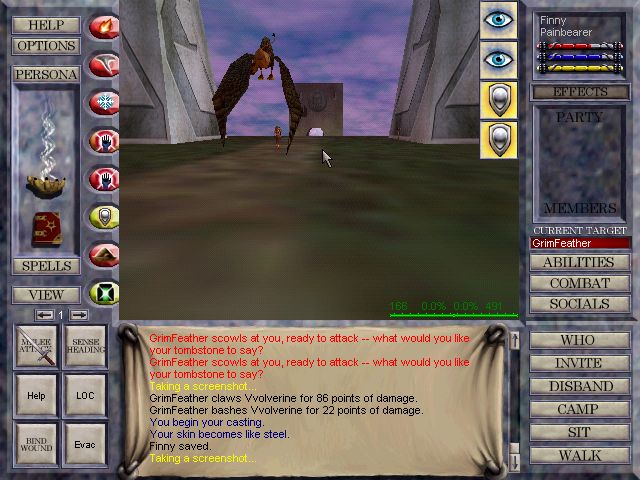 HELP
OPTIONS
PERSONA
SPELLS
VIEW
1
MELEE
ATTACK
SENSE
HEADING
Help
LOC
BIND
WOUND
Evac
166 0.0% 0.0% 491
GrimFeather scowls at you, ready to attack -- what would you like
your tombstone to say?
GrimFeather scowls at you, ready to attack -- what would you like
your tombstone to say?
Taking a screenshot...
GrimFeather claws Vvolverine for 86 points of damage.
GrimFeather bashes Vvolverine for 22 points of damage.
You begin your casting.
Your skin becomes like steel.
Finny saved.
Taking a screenshot...
Finny
Painbearer
EFFECTS
PARTY
MEMBERS
CURRENT TARGET
GrimFeather
ABILITIES
COMBAT
SOCIALS
WHO
INVITE
DISBAND
CAMP
SIT
WALK